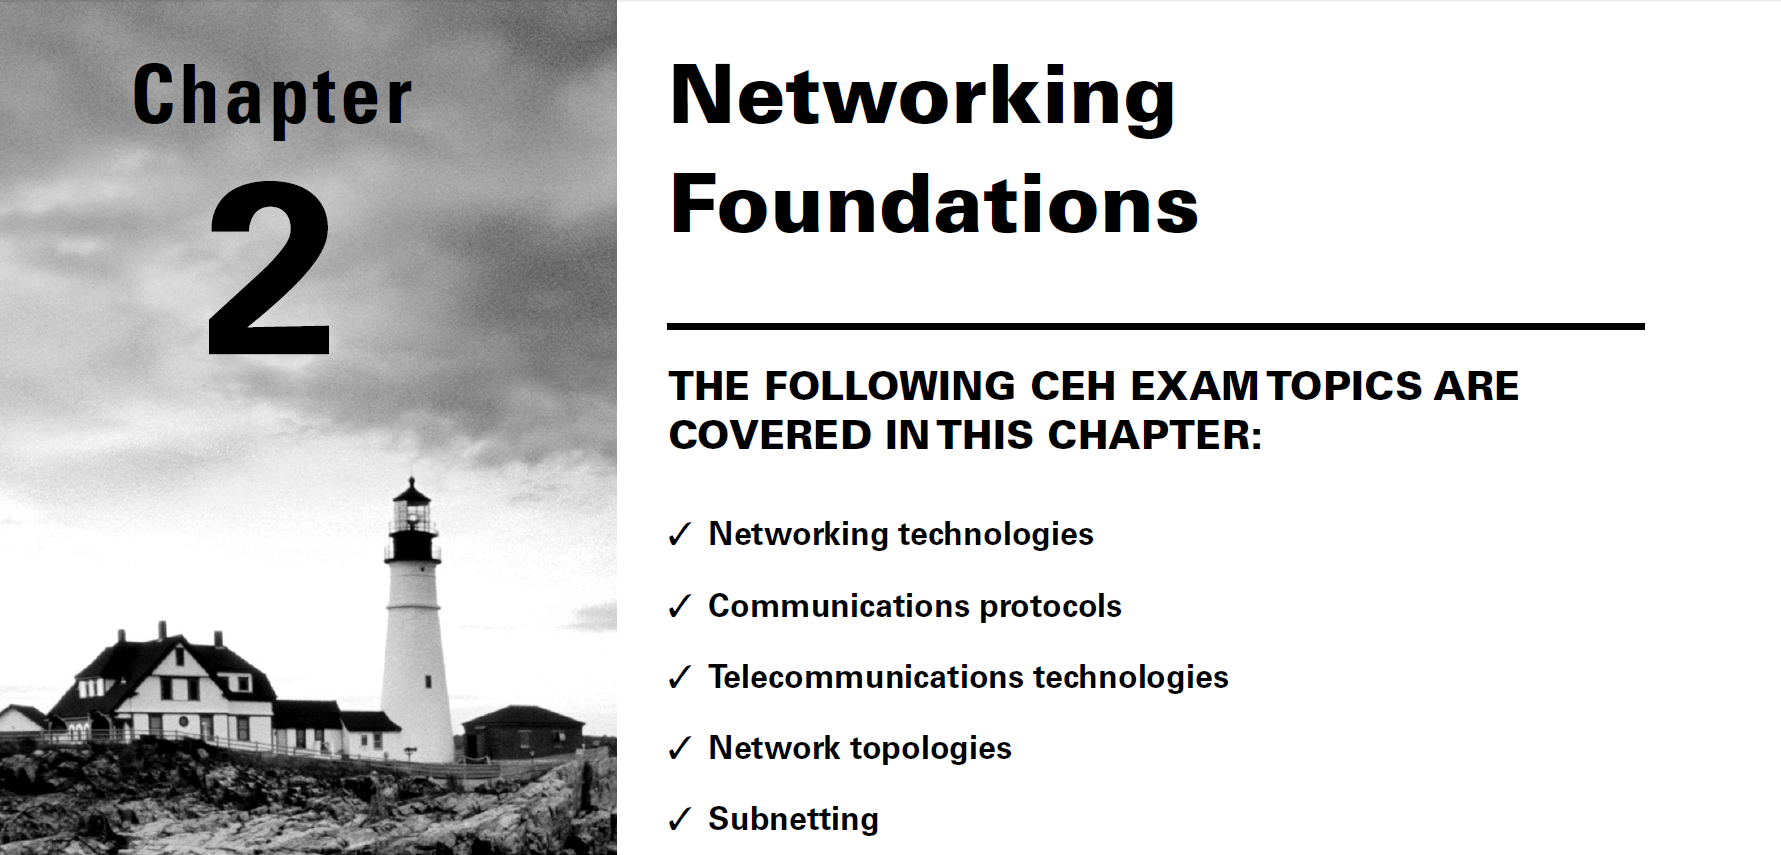 Chapter
2
Networking
Foundations
THE FOLLOWING CEH EXAM TOPICS ARE
COVERED IN THIS CHAPTER:
✓ Networking technologies
✓ Communications protocols
✓ Telecommunications technologies
✓ Network topologies
✓ Subnetting